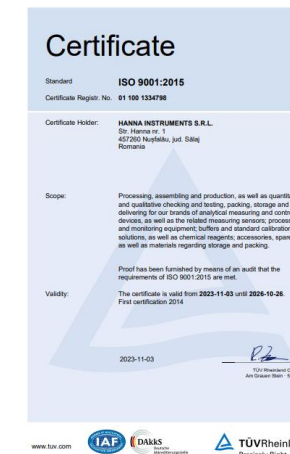 Certificate
Standard ISO 9001:2015
Certificate Registr. No. 01 100 1334798
Certificate Holder: HANNA INSTRUMENTS S.R.L.
Str. Hanna nr. 1
457260 Nușfalău, jud. Sălaj
Romania
Scope: Processing, assembling and production, as well as quantita
and qualitative checking and testing, packing, storage and
delivering for our brands of analytical measuring and contr
devices, as well as the related measuring sensors; process
and monitoring equipment; buffers and standard calibration
solutions, as well as chemical reagents; accessories, spare
as well as materials regarding storage and packing.
Proof has been furnished by means of an audit that the
requirements of ISO 9001:2015 are met.
Validity: The certificate is valid from 2023-11-03 until 2026-10-26.
First certification 2014
2023-11-03
TÜV Rheinland C
Am Grauen Stein · 5
www.tuv.com IAF DAkkS TÜVRheinl
Deutsche
Akkreditierungsstelle